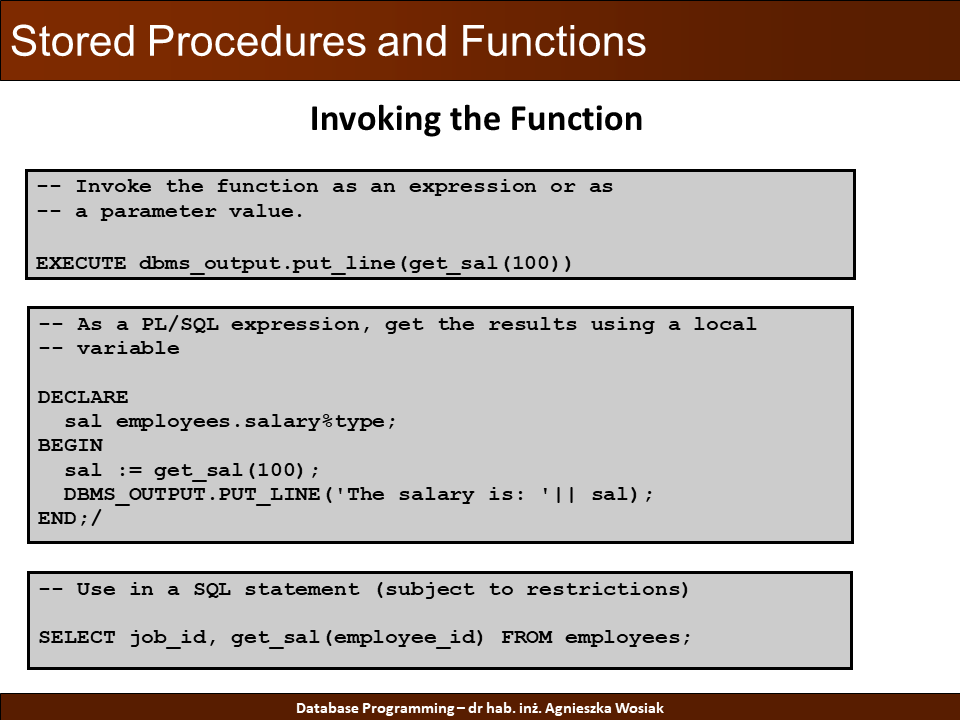 Stored Procedures and Functions
Invoking the Function
-- Invoke the function as an expression or as
-- a parameter value.
EXECUTE dbms_output.put_line(get_sal(100))
-- As a PL/SQL expression, get the results using a local
-- variable
DECLARE
  sal employees.salary%type;
BEGIN
  sal := get_sal(100);
  DBMS_OUTPUT.PUT_LINE('The salary is: '|| sal);
END;/
-- Use in a SQL statement (subject to restrictions)
SELECT job_id, get_sal(employee_id) FROM employees;
Database Programming – dr hab. inż. Agnieszka Wosiak